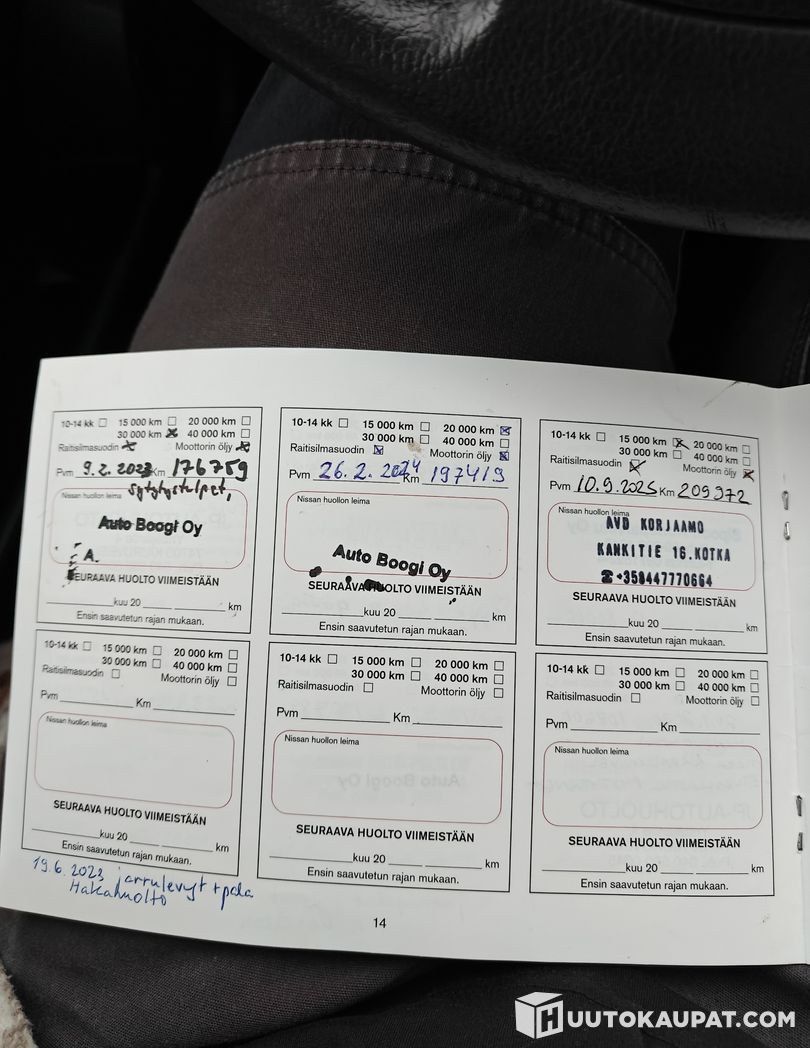 10-14 kk 15 000 km 20 000 km
30 000 km 40 000 km
Raitisilmasuodin Moottorin öljy
Pvm 9.2.2023 Km 176759
Nissan huollon leima sytytystulpat,
Auto Boogi Oy
A.
SEURAAVA HUOLTO VIIMEISTÄÄN
kuu 20 km
Ensin saavutetun rajan mukaan.
10-14 kk 15 000 km 20 000 km
30 000 km 40 000 km
Raitisilmasuodin Moottorin öljy
Pvm 26.2.2024 Km 197419
Nissan huollon leima
Auto Boogi Oy
SEURAAVA HUOLTO VIIMEISTÄÄN
kuu 20 km
Ensin saavutetun rajan mukaan.
10-14 kk 15 000 km 20 000 km
30 000 km 40 000 km
Raitisilmasuodin Moottorin öljy
Pvm 10.9.2025 Km 209972
Nissan huollon leima
AVD KORJAAMO
KANKITIE 16.KOTKA
☎+358447770664
SEURAAVA HUOLTO VIIMEISTÄÄN
kuu 20 km
Ensin saavutetun rajan mukaan.
10-14 kk 15 000 km 20 000 km
30 000 km 40 000 km
Raitisilmasuodin Moottorin öljy
Pvm Km
Nissan huollon leima
SEURAAVA HUOLTO VIIMEISTÄÄN
kuu 20 km
Ensin saavutetun rajan mukaan.
10-14 kk 15 000 km 20 000 km
30 000 km 40 000 km
Raitisilmasuodin Moottorin öljy
Pvm Km
Nissan huollon leima
SEURAAVA HUOLTO VIIMEISTÄÄN
kuu 20 km
Ensin saavutetun rajan mukaan.
10-14 kk 15 000 km 20 000 km
30 000 km 40 000 km
Raitisilmasuodin Moottorin öljy
Pvm Km
Nissan huollon leima
SEURAAVA HUOLTO VIIMEISTÄÄN
kuu 20 km
Ensin saavutetun rajan mukaan.
19.6.2023 jarrulevyt + pala
Hakahuolto
14
HUUTOKAUPAT.COM